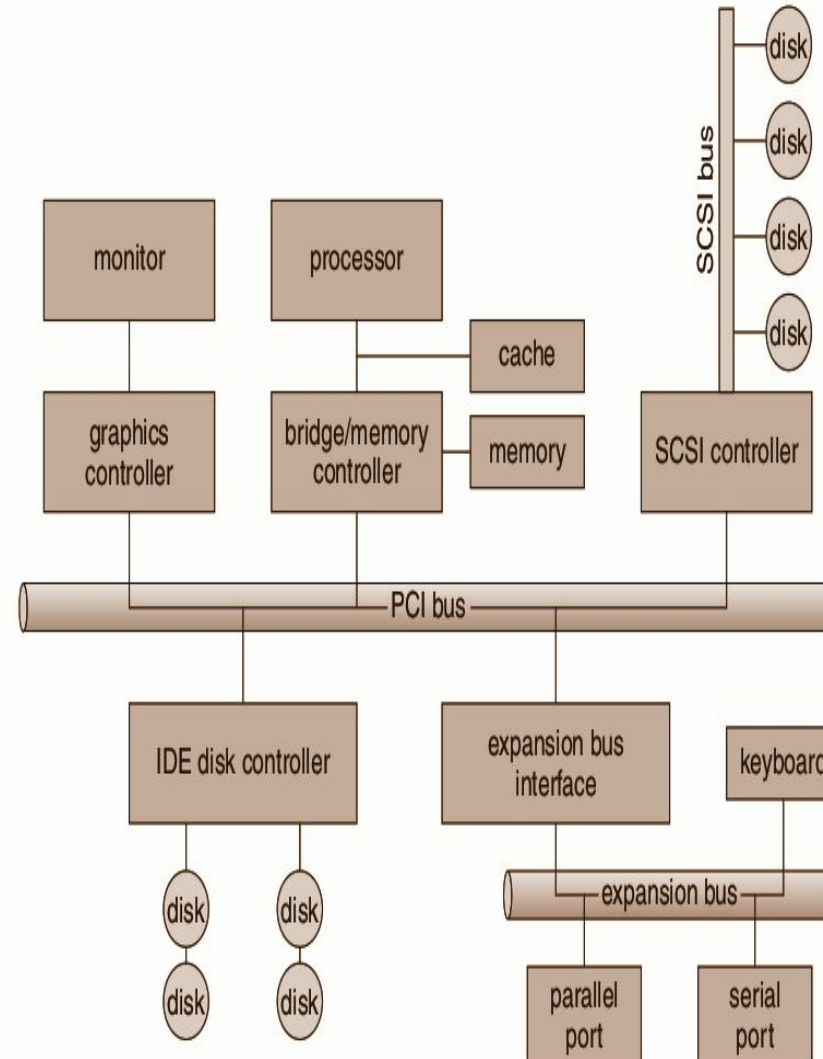 disk
disk
SCSI bus
disk
disk
monitor
processor
cache
graphics
controller
bridge/memory
controller
memory
SCSI controller
PCI bus
IDE disk controller
expansion bus
interface
keyboard
disk
disk
expansion bus
disk
disk
parallel
port
serial
port